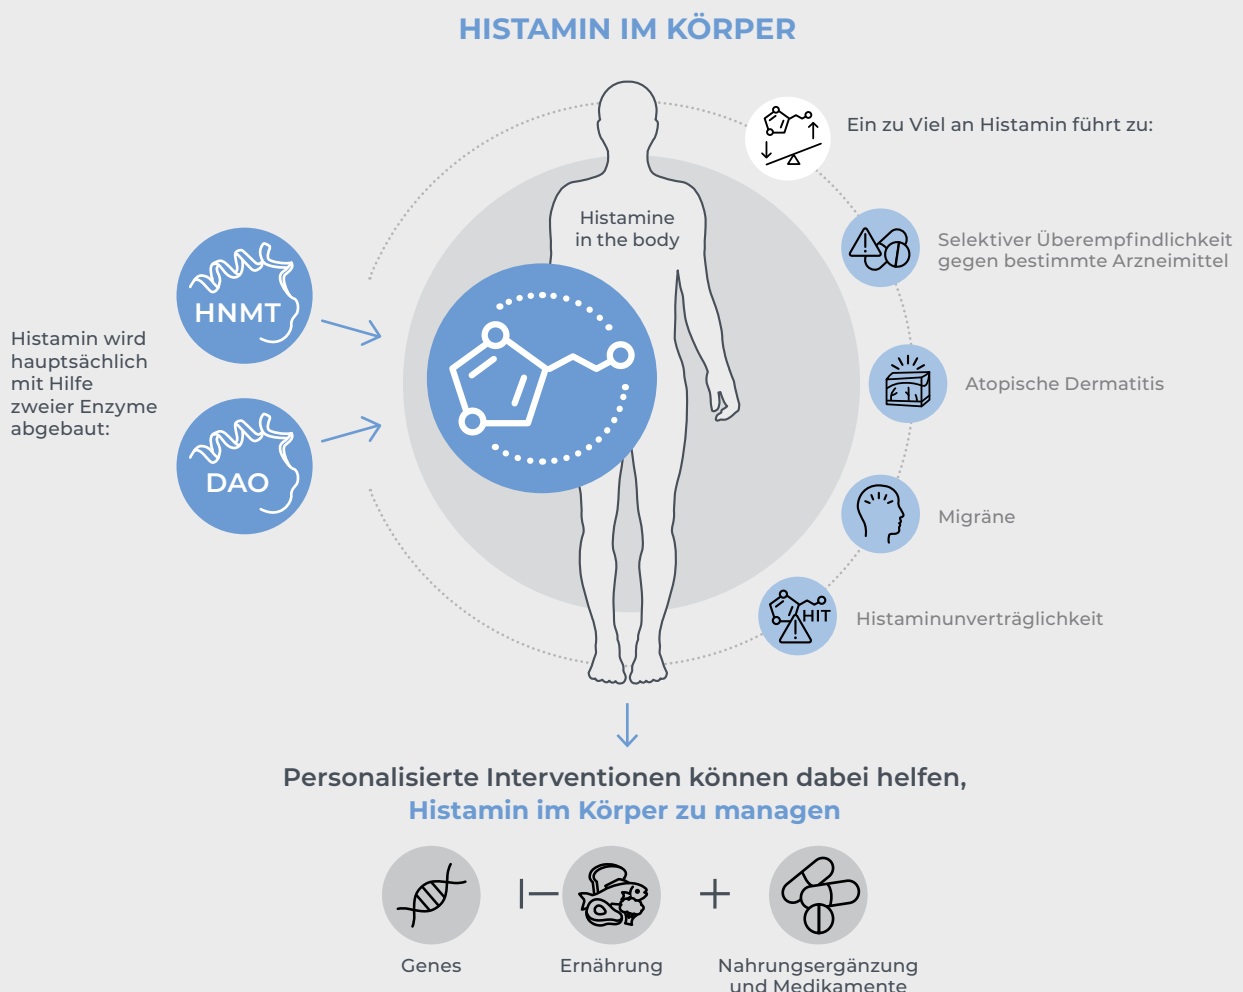 HISTAMIN IM KÖRPER
Ein zu Viel an Histamin führt zu:
Histamine
in the body
Selektiver Überempfindlichkeit
gegen bestimmte Arzneimittel
HNMT
Histamin wird
hauptsächlich
mit Hilfe
zweier Enzyme
abgebaut:
Atopische Dermatitis
DAO
Migräne
HIT
Histaminunverträglichkeit
Personalisierte Interventionen können dabei helfen,
Histamin im Körper zu managen
Genes
Ernährung
Nahrungsergänzung
und Medikamente